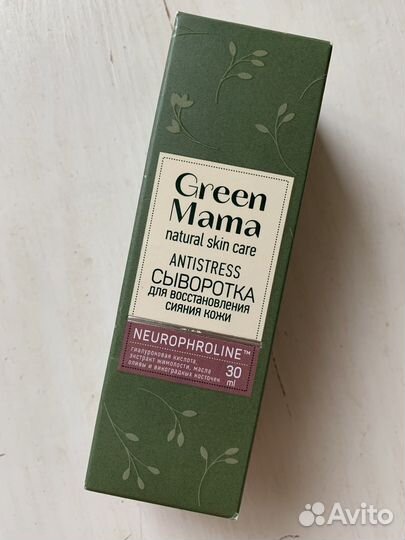 Green
Mama
natural skin care
ANTISTRESS
СЫВОРОТКА
для восстановления
сияния кожи
NEUROPHROLINE™
гиалуроновая кислота,
экстракт жимолости, масла
оливы и виноградных косточек
30
ml
Avito